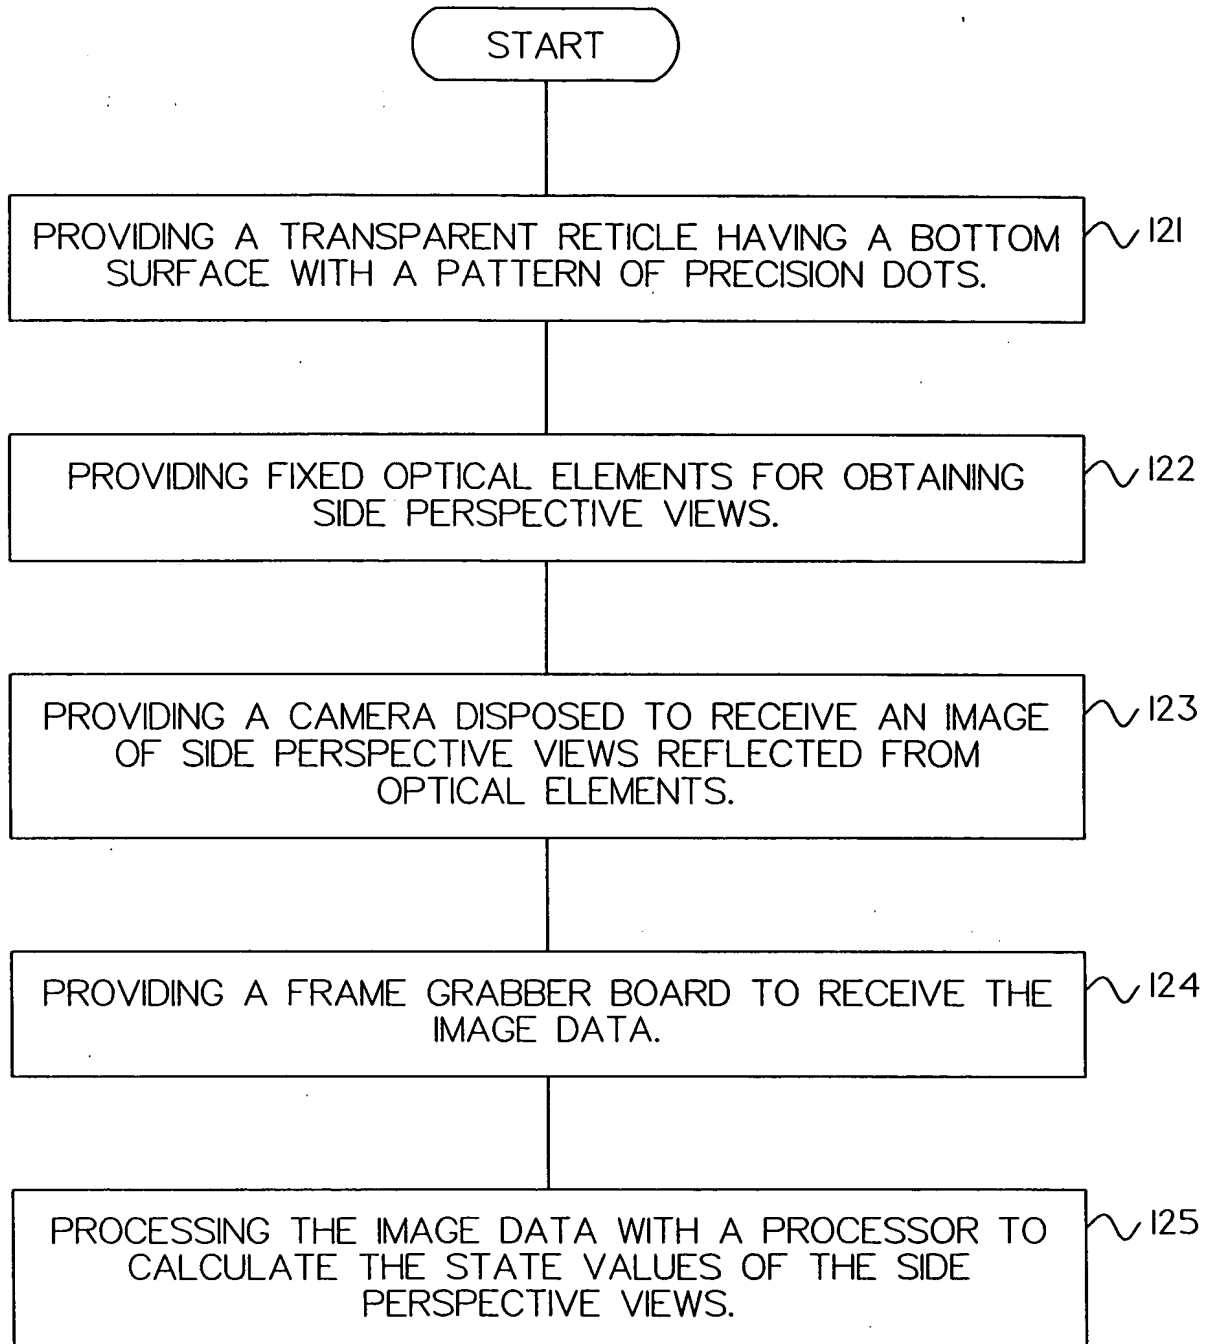 START
PROVIDING A TRANSPARENT RETICLE HAVING A BOTTOM
SURFACE WITH A PATTERN OF PRECISION DOTS.
121
PROVIDING FIXED OPTICAL ELEMENTS FOR OBTAINING
SIDE PERSPECTIVE VIEWS.
122
PROVIDING A CAMERA DISPOSED TO RECEIVE AN IMAGE
OF SIDE PERSPECTIVE VIEWS REFLECTED FROM
OPTICAL ELEMENTS.
123
PROVIDING A FRAME GRABBER BOARD TO RECEIVE THE
IMAGE DATA.
124
PROCESSING THE IMAGE DATA WITH A PROCESSOR TO
CALCULATE THE STATE VALUES OF THE SIDE
PERSPECTIVE VIEWS.
125